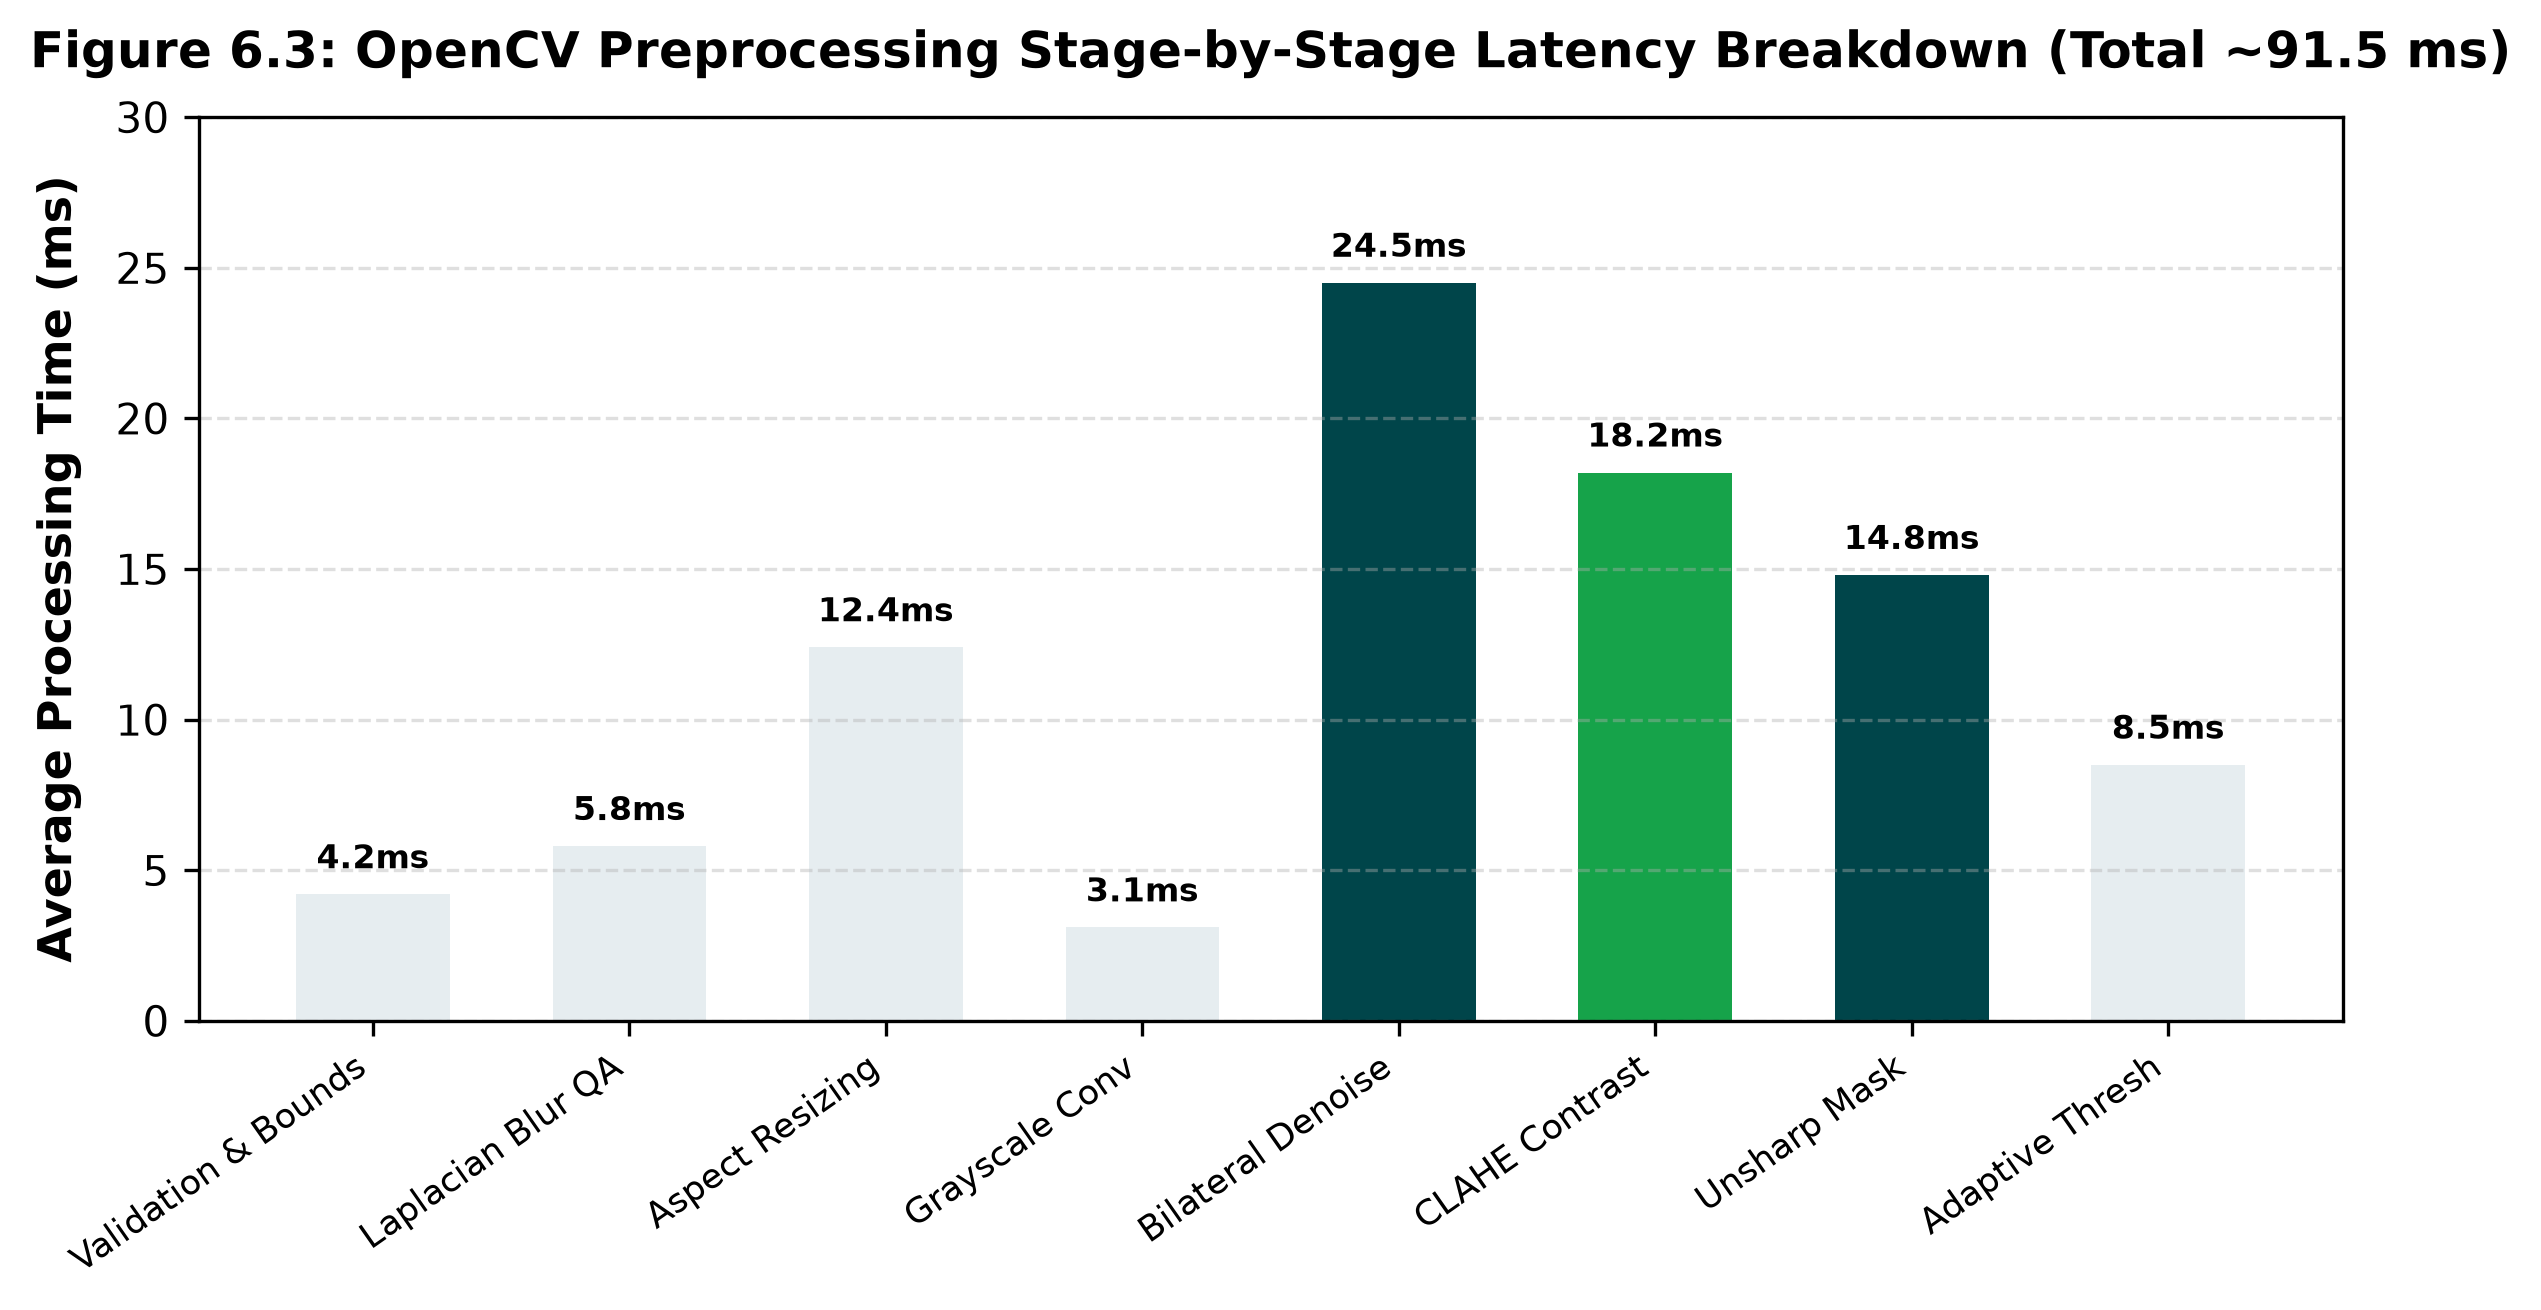 Figure 6.3: OpenCV Preprocessing Stage-by-Stage Latency Breakdown (Total ~91.5 ms)
Average Processing Time (ms)
30
25
20
15
10
5
0
4.2ms
5.8ms
12.4ms
3.1ms
24.5ms
18.2ms
14.8ms
8.5ms
Validation & Bounds
Laplacian Blur QA
Aspect Resizing
Grayscale Conv
Bilateral Denoise
CLAHE Contrast
Unsharp Mask
Adaptive Thresh